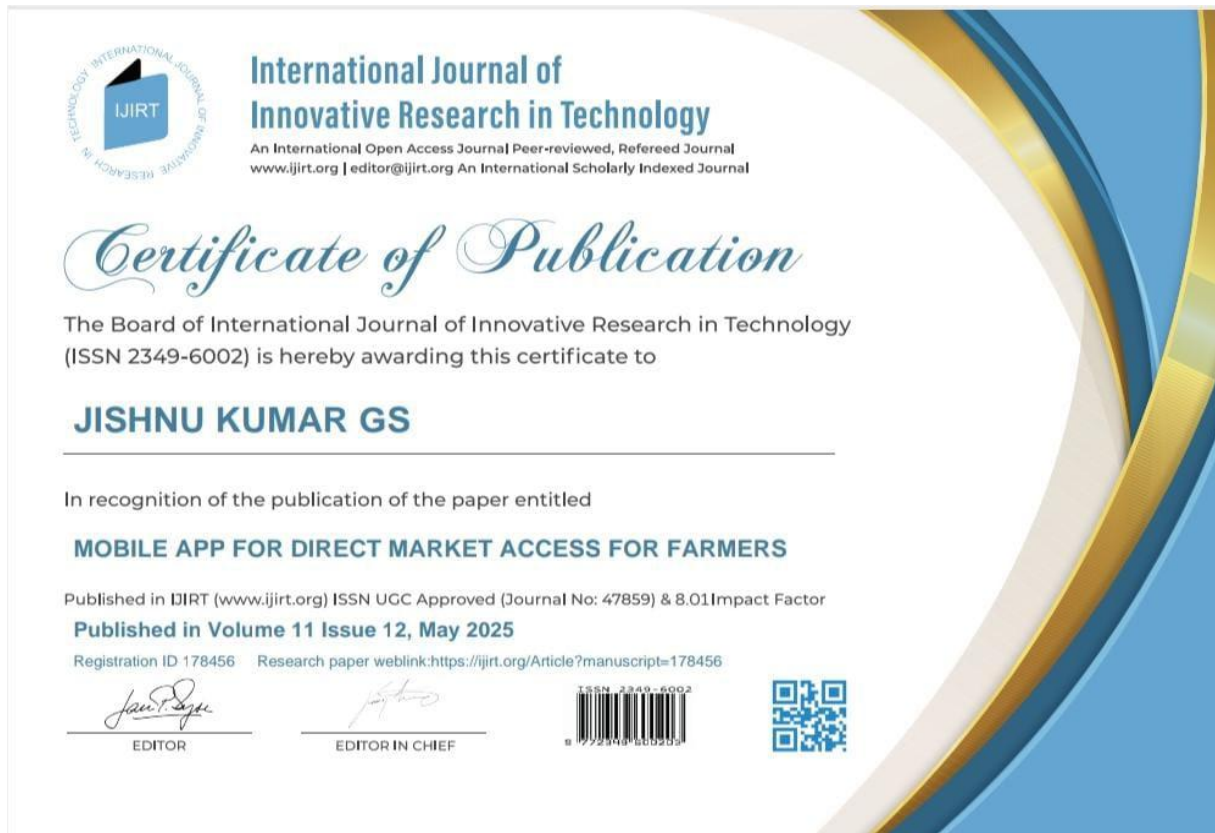 INTERNATIONAL JOURNAL OF INNOVATIVE RESEARCH IN TECHNOLOGY
IJIRT
International Journal of
Innovative Research in Technology
An International Open Access Journal Peer-reviewed, Refereed Journal
www.ijirt.org | editor@ijirt.org An International Scholarly Indexed Journal
Certificate of Publication
The Board of International Journal of Innovative Research in Technology
(ISSN 2349-6002) is hereby awarding this certificate to
JISHNU KUMAR GS
In recognition of the publication of the paper entitled
MOBILE APP FOR DIRECT MARKET ACCESS FOR FARMERS
Published in IJIRT (www.ijirt.org) ISSN UGC Approved (Journal No: 47859) & 8.01Impact Factor
Published in Volume 11 Issue 12, May 2025
Registration ID 178456 Research paper weblink:https://ijirt.org/Article?manuscript=178456
ISSN 2349-6002
EDITOR
EDITOR IN CHIEF